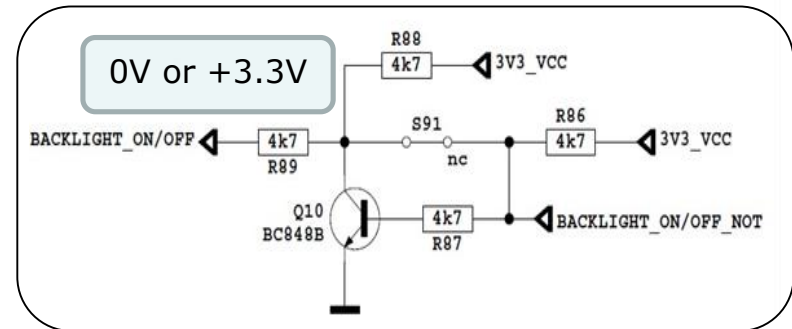 0V or +3.3V
R88
4k7
3V3_VCC
BACKLIGHT_ON/OFF
4k7
R89
S91
nc
R86
4k7
3V3_VCC
Q10
BC848B
4k7
R87
BACKLIGHT_ON/OFF_NOT